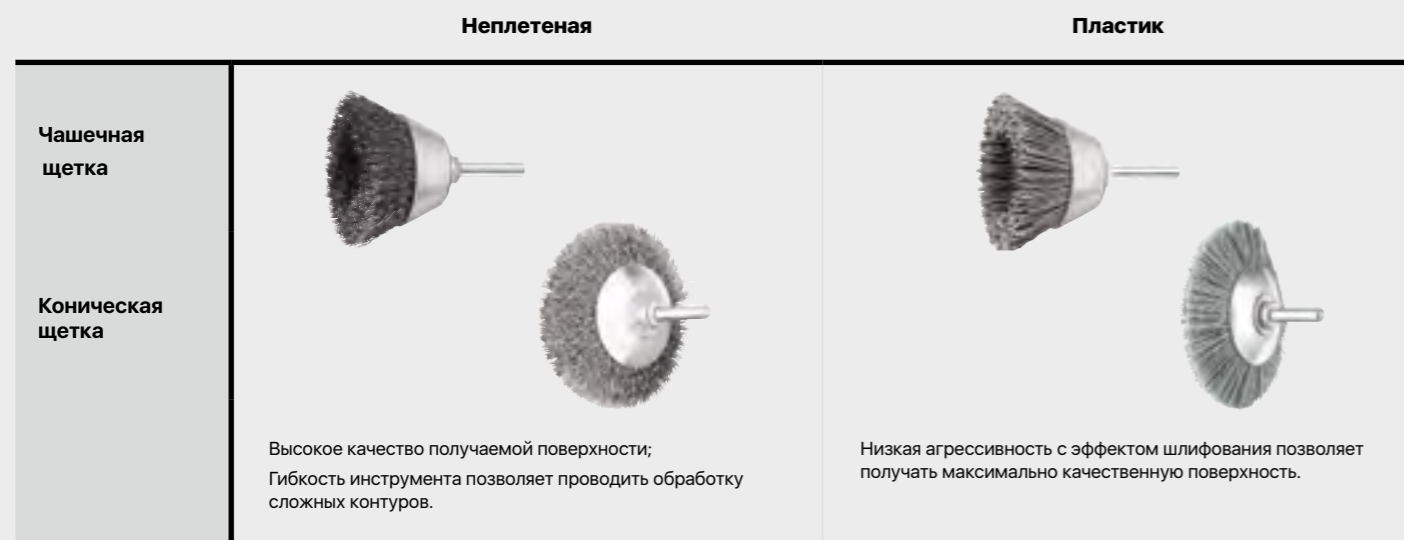 Неплетеная
Пластик
Чашечная
щетка
Коническая
щетка
Высокое качество получаемой поверхности;
Гибкость инструмента позволяет проводить обработку
сложных контуров.
Низкая агрессивность с эффектом шлифования позволяет
получать максимально качественную поверхность.